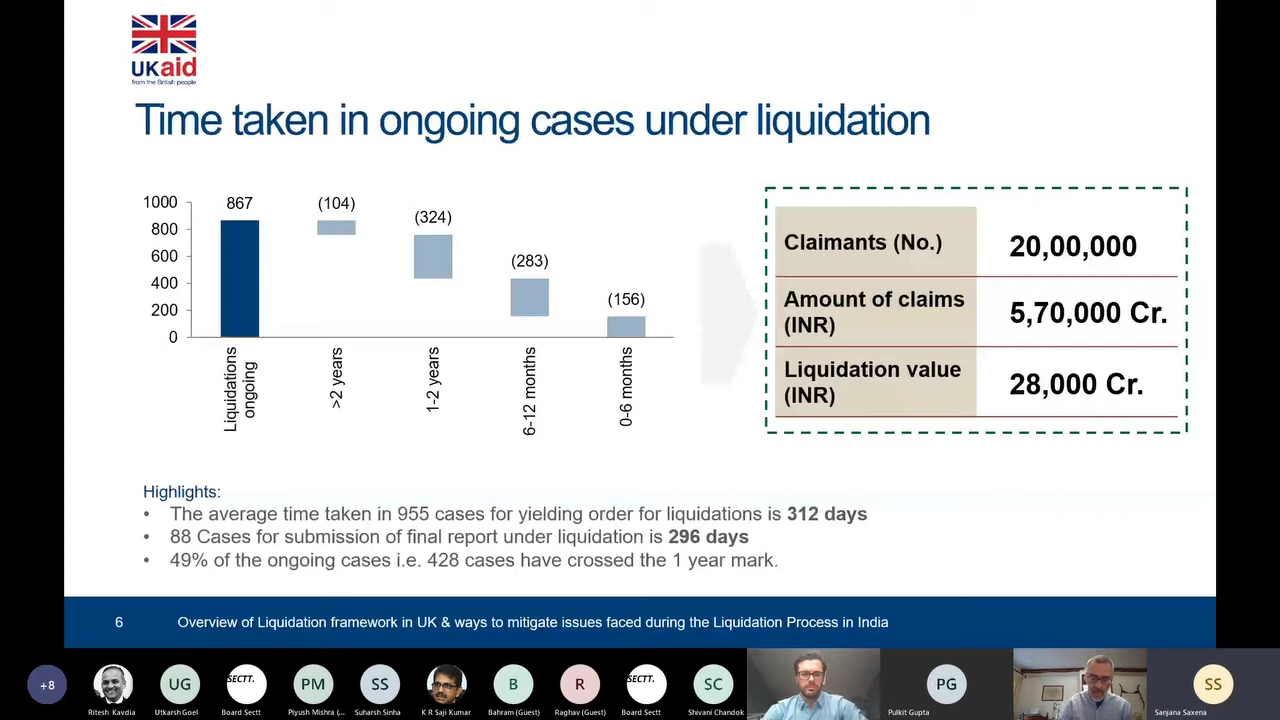 UKaid
from the British people
Time taken in ongoing cases under liquidation
1000
800
600
400
200
0
867
(104)
(324)
(283)
(156)
Liquidations
ongoing
>2 years
1-2 years
6-12 months
0-6 months
Claimants (No.)
20,00,000
Amount of claims
(INR)
5,70,000 Cr.
Liquidation value
(INR)
28,000 Cr.
Highlights:
• The average time taken in 955 cases for yielding order for liquidations is 312 days
• 88 Cases for submission of final report under liquidation is 296 days
• 49% of the ongoing cases i.e. 428 cases have crossed the 1 year mark.
6
Overview of Liquidation framework in UK & ways to mitigate issues faced during the Liquidation Process in India
+8
Ritesh Kavdia
UG
Utkarsh Goel
SECTT.
Board Sectt
PM
Piyush Mishra (...
SS
Suharsh Sinha
K R Saji Kumar
B
Bahram (Guest)
R
Raghav (Guest)
SECTT.
Board Sectt
SC
Shivani Chandok
PG
Pulkit Gupta
SS
Sanjana Saxena